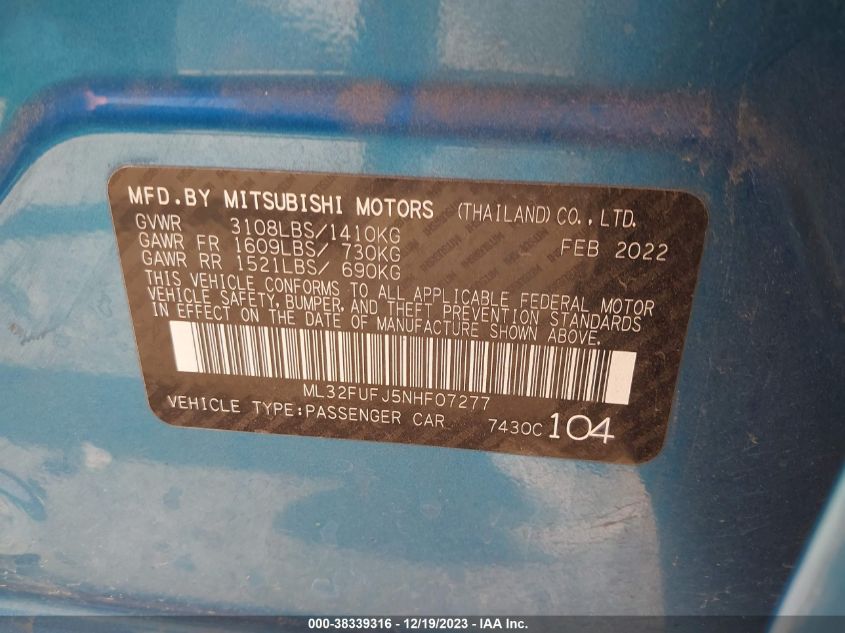 MFD.BY MITSUBISHI MOTORS (THAILAND) CO., LTD.
GVWR 3108LBS/1410KG FEB 2022
GAWR FR 1609LBS/ 730KG
GAWR RR 1521LBS/ 690KG
THIS VEHICLE CONFORMS TO ALL APPLICABLE FEDERAL MOTOR
VEHICLE SAFETY, BUMPER, AND THEFT PREVENTION STANDARDS
IN EFFECT ON THE DATE OF MANUFACTURE SHOWN ABOVE.
ML32FUFJ5NHF07277
VEHICLE TYPE:PASSENGER CAR 7430C 104
000-38339316 - 12/19/2023 - IAA Inc.